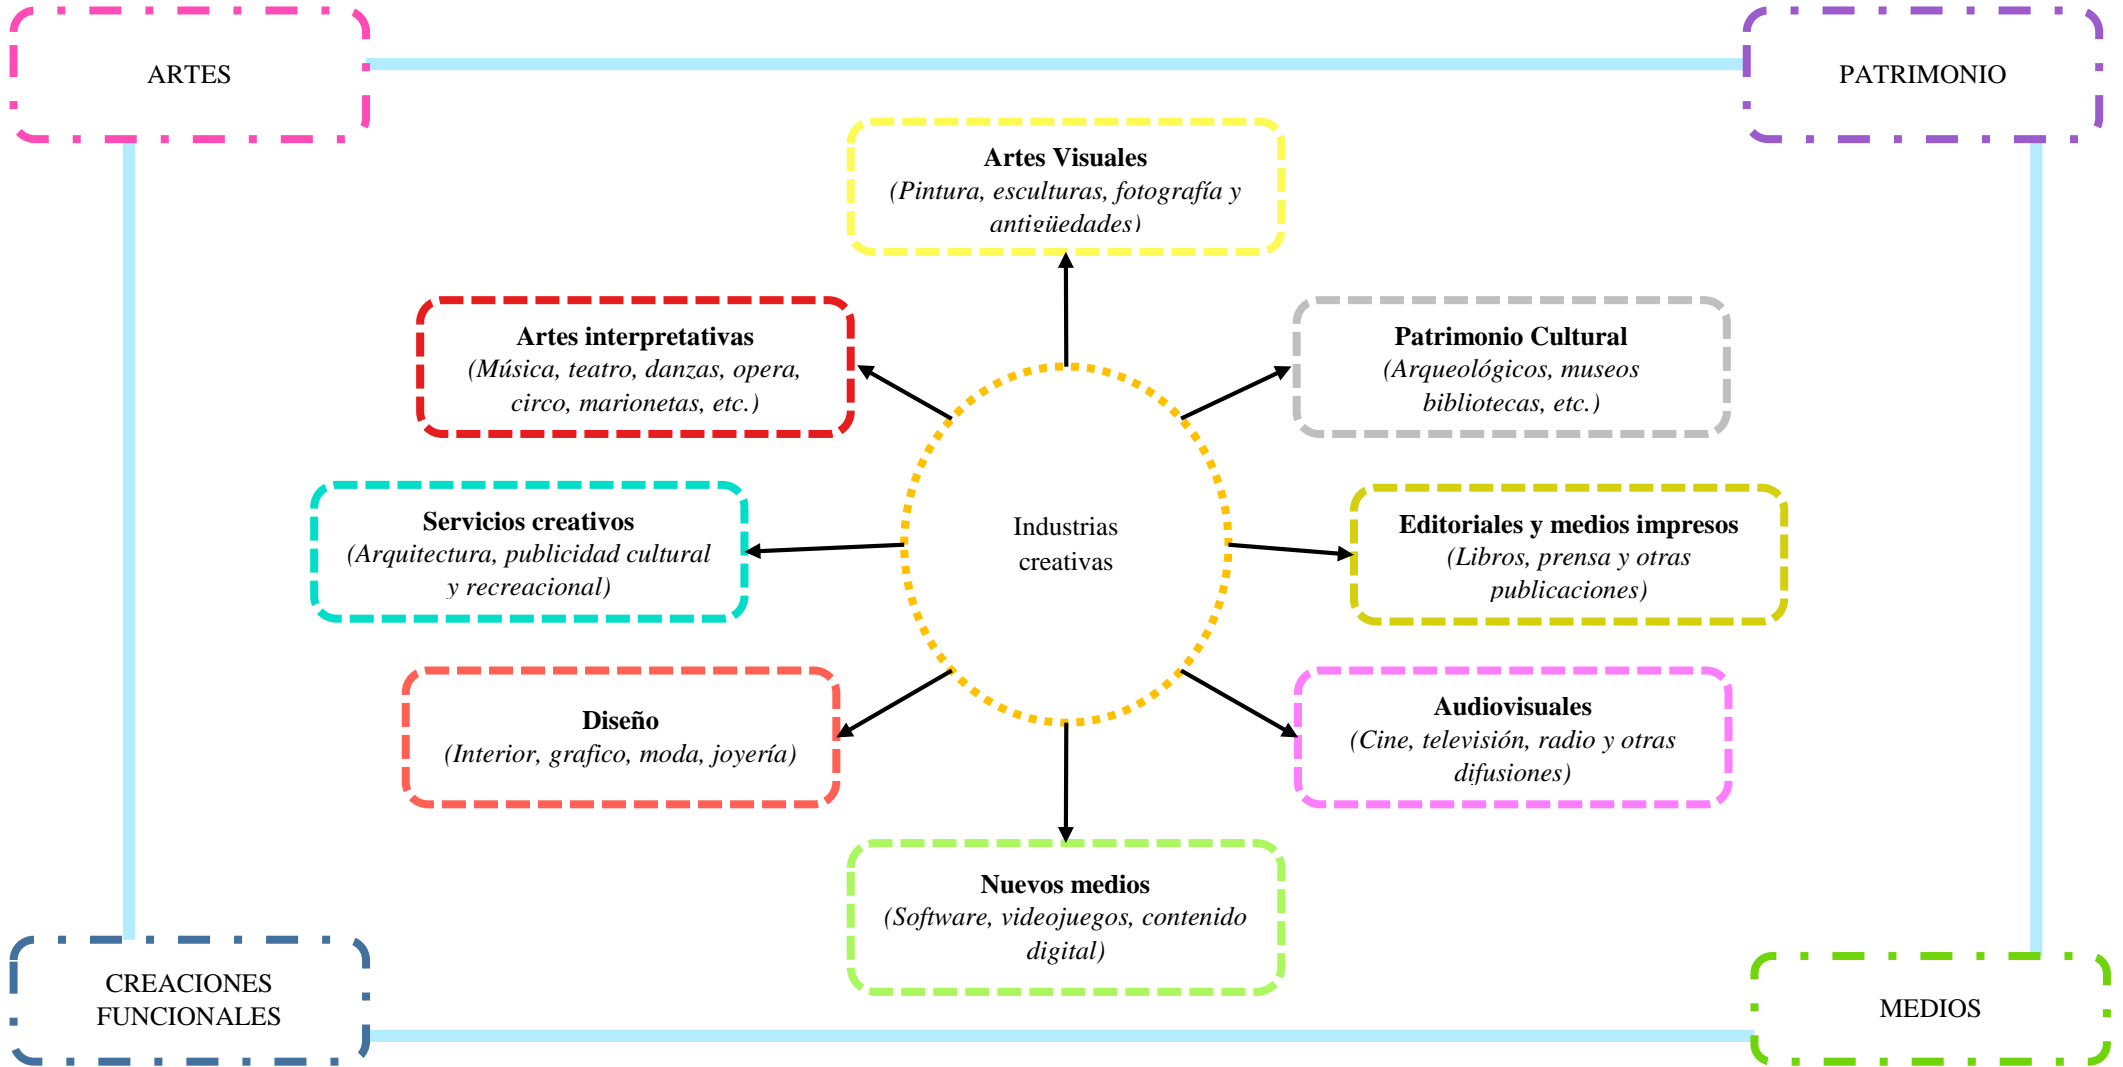 ARTES
PATRIMONIO
Artes Visuales
(Pintura, esculturas, fotografía y
antigüedades)
Artes interpretativas
(Música, teatro, danzas, opera,
circo, marionetas, etc.)
Patrimonio Cultural
(Arqueológicos, museos
bibliotecas, etc.)
Servicios creativos
(Arquitectura, publicidad cultural
y recreacional)
Industrias
creativas
Editoriales y medios impresos
(Libros, prensa y otras
publicaciones)
Diseño
(Interior, grafico, moda, joyería)
Audiovisuales
(Cine, televisión, radio y otras
difusiones)
Nuevos medios
(Software, videojuegos, contenido
digital)
CREACIONES
FUNCIONALES
MEDIOS